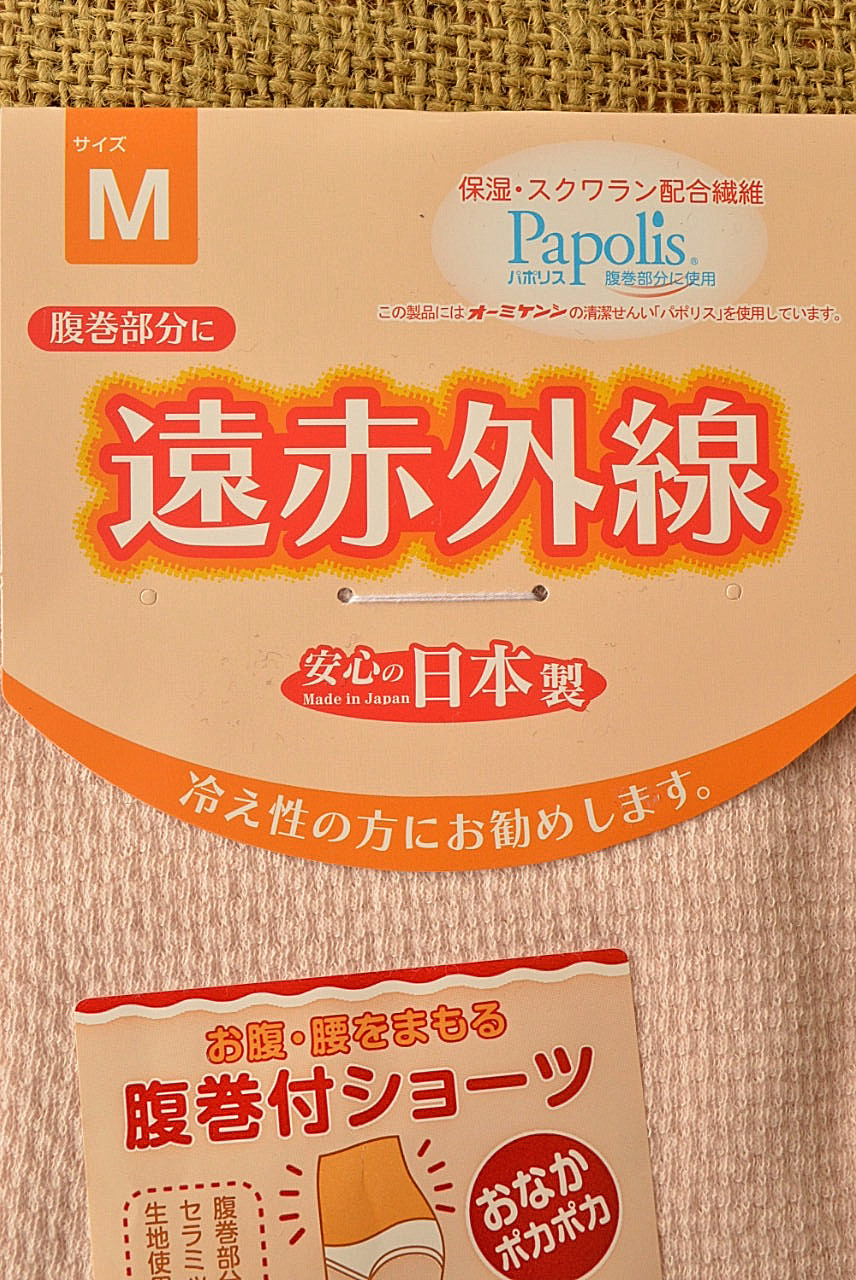 サイズ
M
保湿・スクワラン配合繊維
Papolis®
パポリス 腹巻部分に使用
この製品にはオーミケンシの清潔せんい「パポリス」を使用しています。
腹巻部分に
遠赤外線
安心の日本製
Made in Japan
冷え性の方にお勧めします。
お腹・腰をまもる
腹巻付ショーツ
おなか
ポカポカ
腹巻部分
セラミッ
生地使用